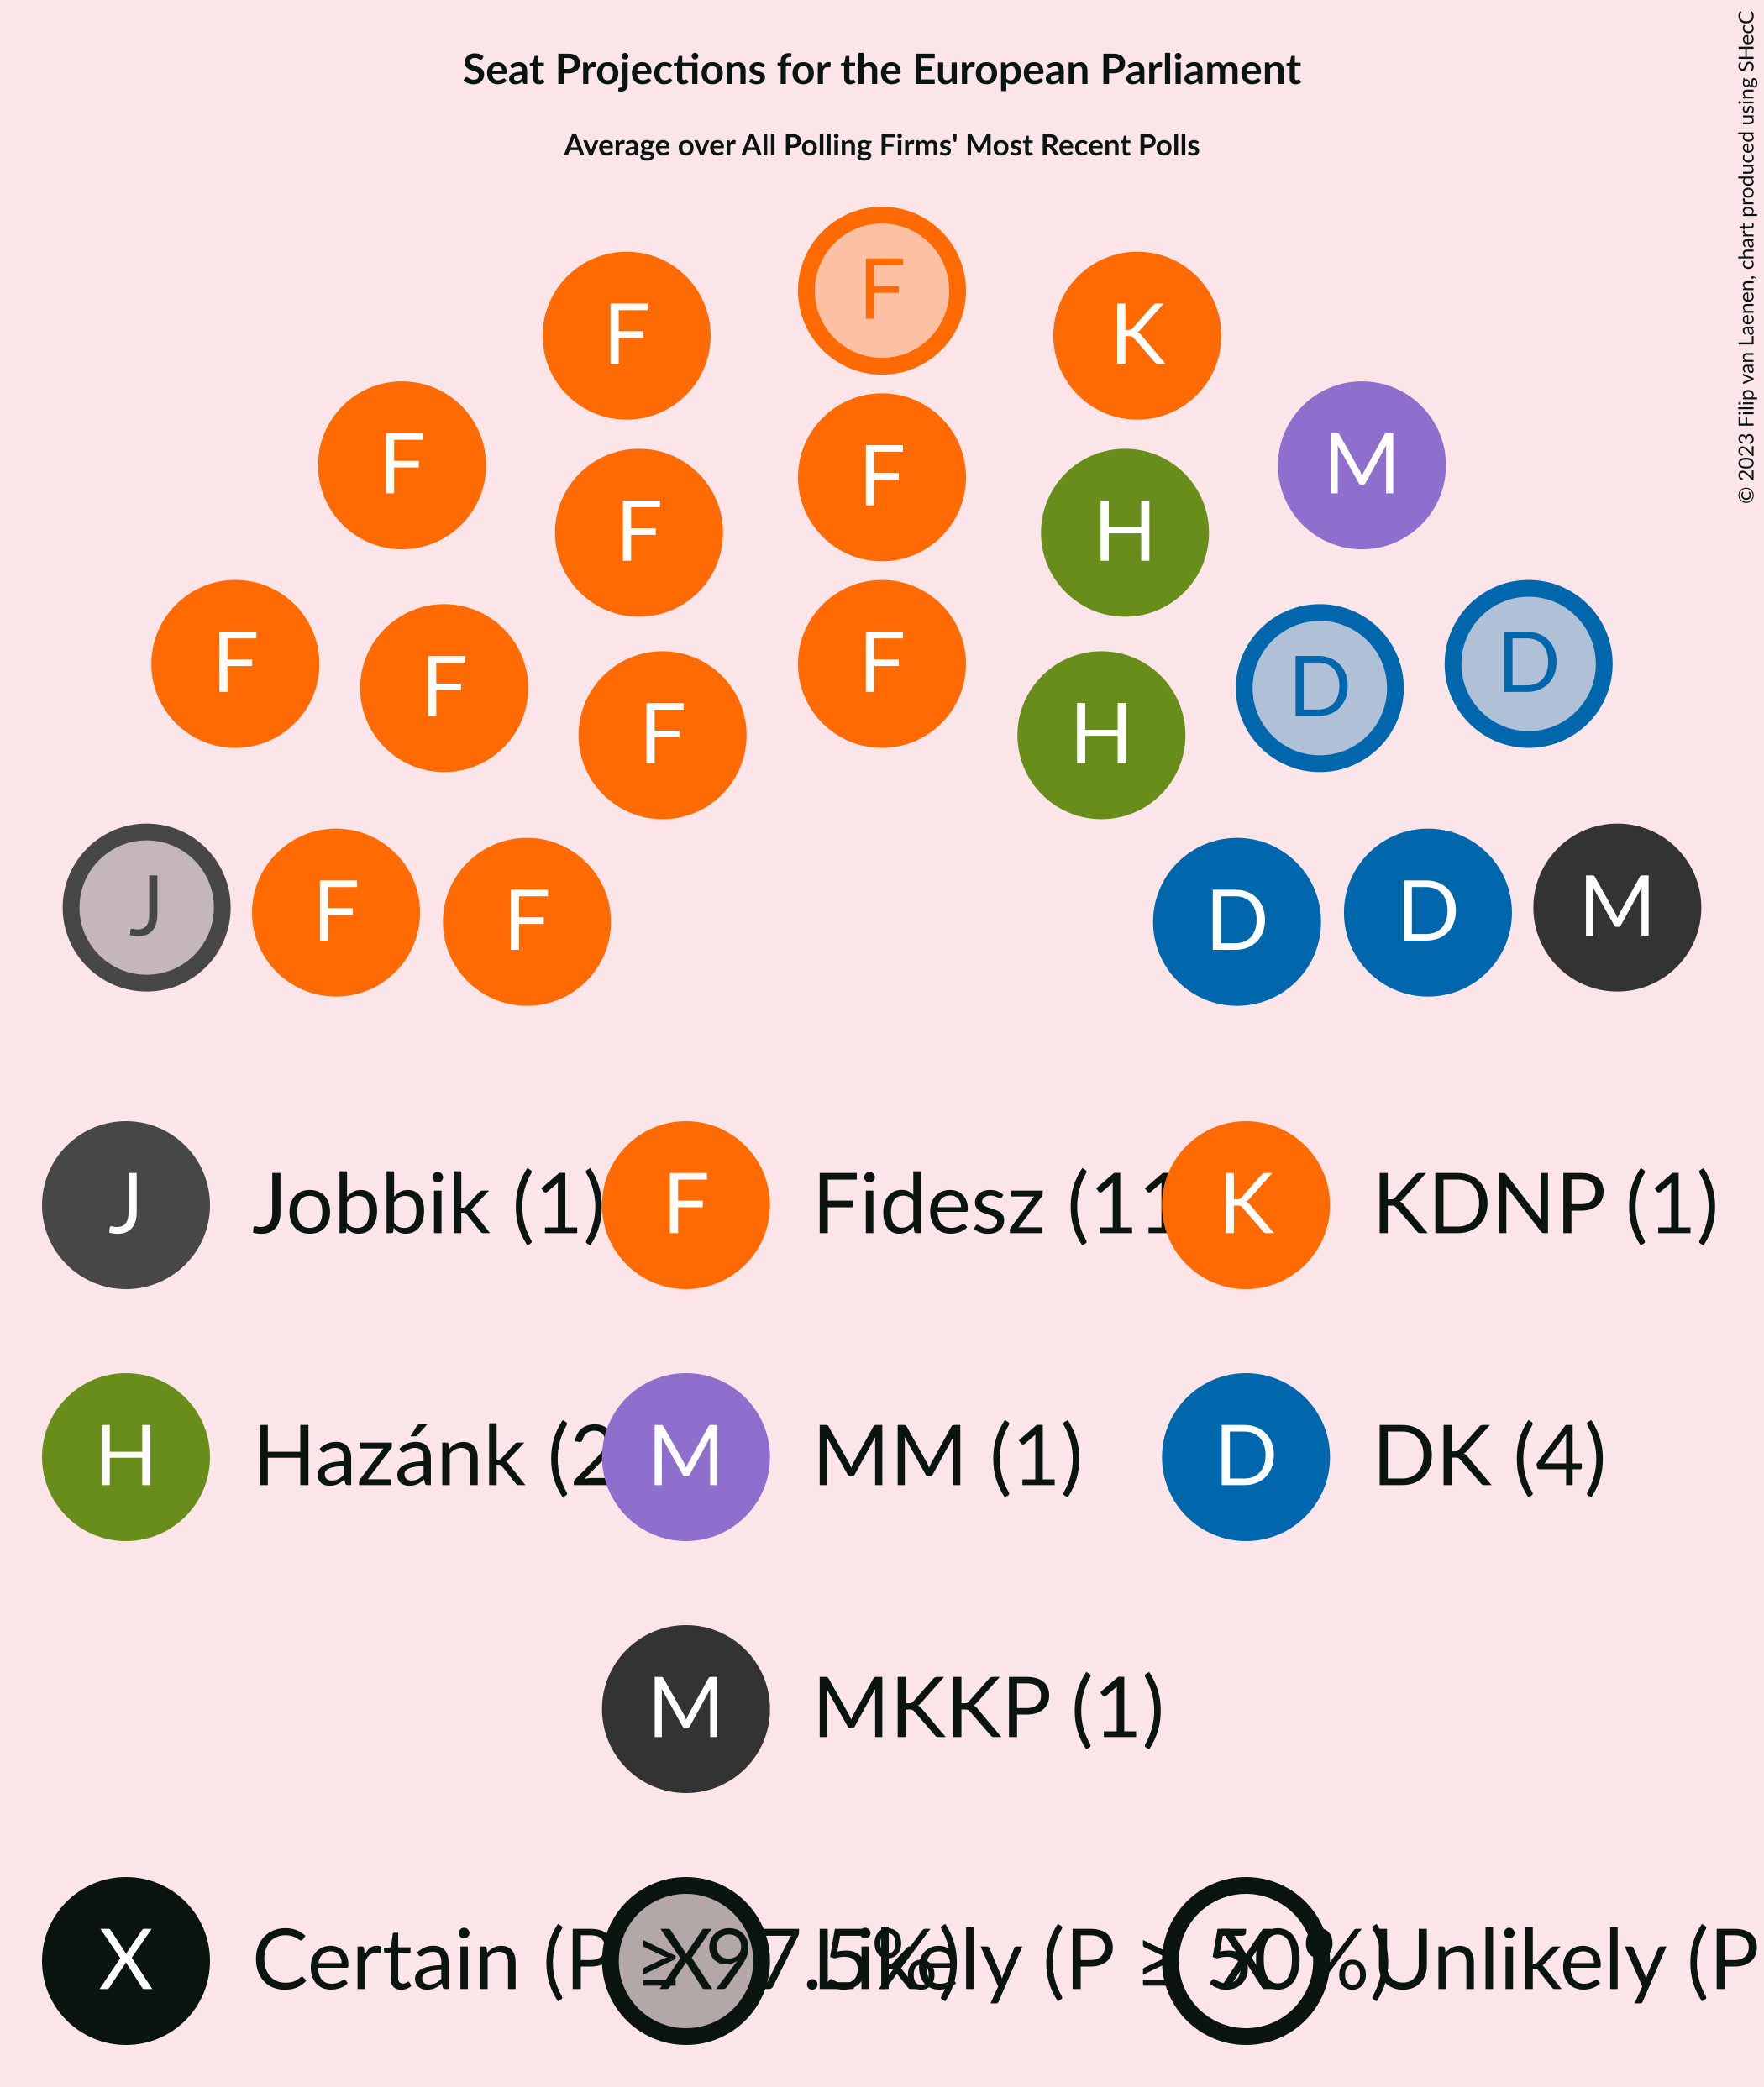 Seat Projections for the European Parliament
Average over All Polling Firms' Most Recent Polls
© 2023 Filip van Laenen, chart produced using SHecC
F
F K
F F M
F H
F F D
F D
F H
J M
F D
F D
J Jobbik (1) F Fidesz (11 K KDNP (1)
H Hazánk (2 M MM (1) D DK (4)
M MKKP (1)
X Certain (P ≥ 97.5%) X Likely (P ≥ 50%) X Unlikely (P